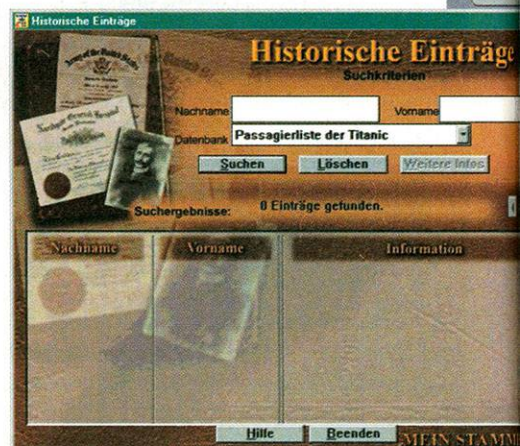 Historische Einträge
Historische Einträge
Suchkriterien
Nachname
Vorname
Datenbank Passagierliste der Titanic
Suchen Löschen Weitere Infos
Suchergebnisse: 0 Einträge gefunden.
Nachname Vorname Information
Hilfe Beenden MEIN STAMM